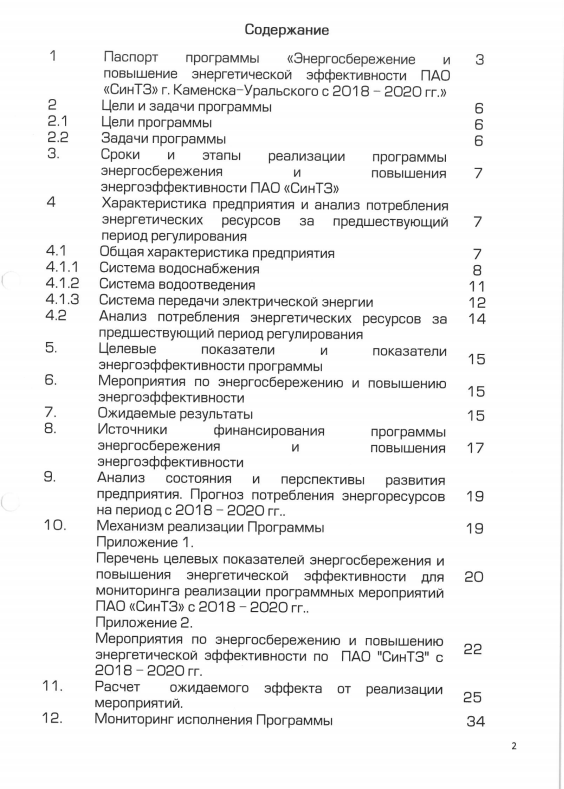 Содержание
1 Паспорт программы «Энергосбережение и 3
повышение энергетической эффективности ПАО
«СинТЗ» г. Каменска-Уральского с 2018 – 2020 гг.»
2 Цели и задачи программы 6
2.1 Цели программы 6
2.2 Задачи программы 6
3. Сроки и этапы реализации программы
энергосбережения и повышения 7
энергоэффективности ПАО «СинТЗ»
4 Характеристика предприятия и анализ потребления
энергетических ресурсов за предшествующий 7
период регулирования
4.1 Общая характеристика предприятия 7
4.1.1 Система водоснабжения 8
4.1.2 Система водоотведения 11
4.1.3 Система передачи электрической энергии 12
4.2 Анализ потребления энергетических ресурсов за 14
предшествующий период регулирования
5. Целевые показатели и показатели 15
энергоэффективности программы
6. Мероприятия по энергосбережению и повышению 15
энергоэффективности
7. Ожидаемые результаты 15
8. Источники финансирования программы
энергосбережения и повышения 17
энергоэффективности
9. Анализ состояния и перспективы развития
предприятия. Прогноз потребления энергоресурсов 19
на период с 2018 – 2020 гг..
10. Механизм реализации Программы 19
Приложение 1.
Перечень целевых показателей энергосбережения и
повышения энергетической эффективности для 20
мониторинга реализации программных мероприятий
ПАО «СинТЗ» с 2018 – 2020 гг..
Приложение 2.
Мероприятия по энергосбережению и повышению 22
энергетической эффективности по ПАО "СинТЗ" с
2018 – 2020 гг.
11. Расчет ожидаемого эффекта от реализации 25
мероприятий.
12. Мониторинг исполнения Программы 34
2